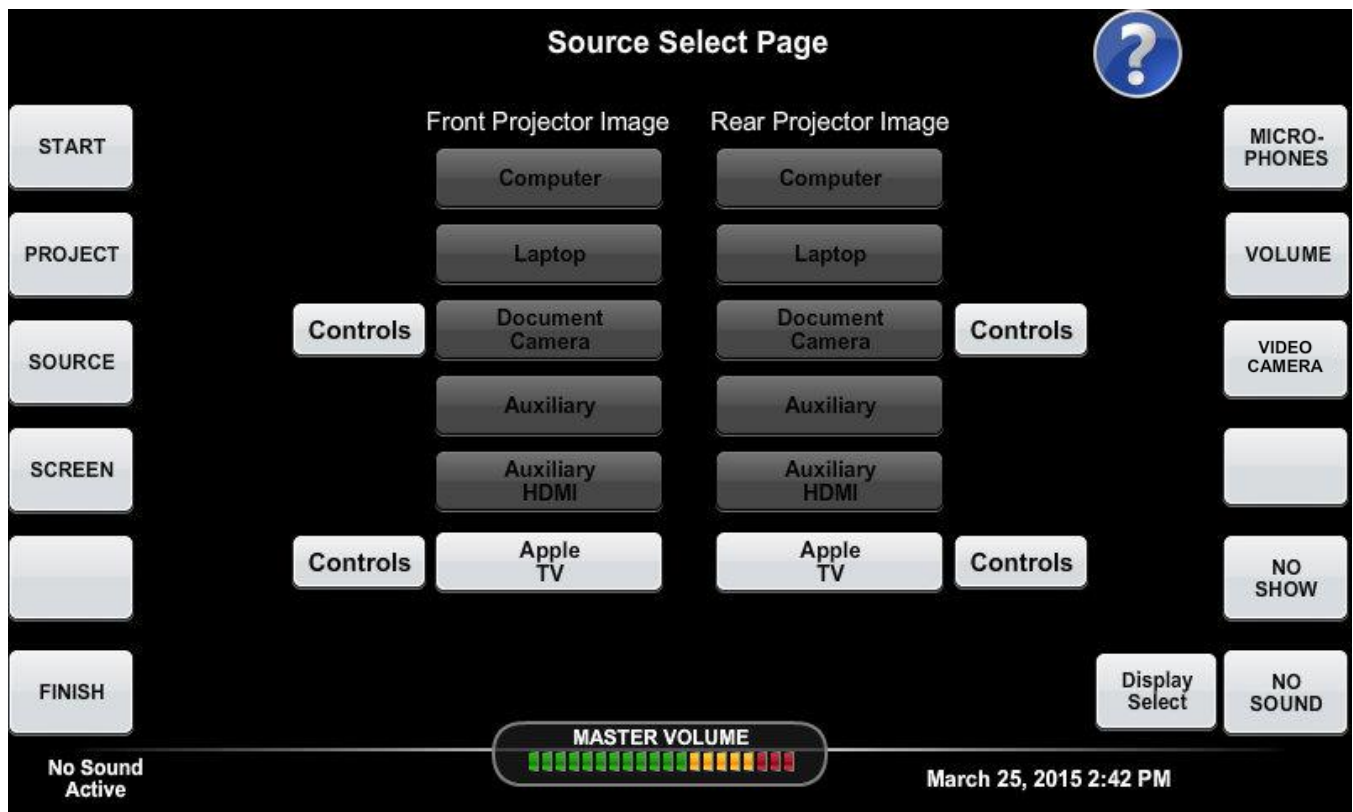 Source Select Page
?
Front Projector Image
Rear Projector Image
START
PROJECT
SOURCE
SCREEN
FINISH
Computer
Laptop
Controls
Document
Camera
Auxiliary
Auxiliary
HDMI
Controls
Apple
TV
Computer
Laptop
Document
Camera
Controls
Auxiliary
Auxiliary
HDMI
Apple
TV
Controls
MICRO-
PHONES
VOLUME
VIDEO
CAMERA
NO
SHOW
Display
Select
NO
SOUND
MASTER VOLUME
No Sound
Active
March 25, 2015 2:42 PM